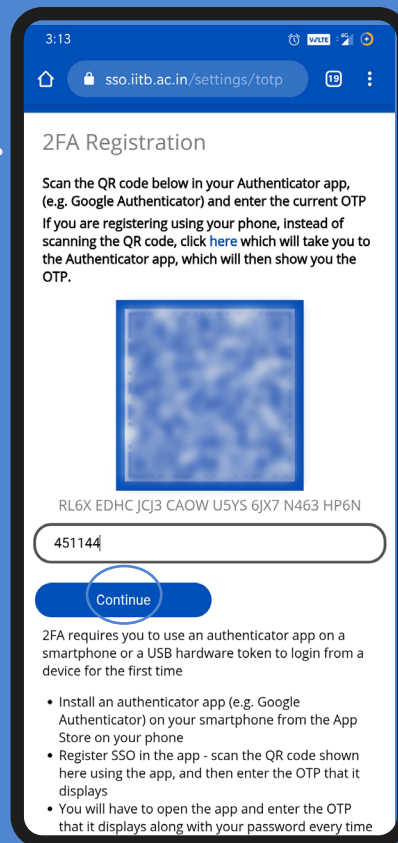 3:13
VoLTE 4G
sso.iitb.ac.in/settings/totp
19
2FA Registration
Scan the QR code below in your Authenticator app,
(e.g. Google Authenticator) and enter the current OTP
If you are registering using your phone, instead of
scanning the QR code, click here which will take you to
the Authenticator app, which will then show you the
OTP.
RL6X EDHC JCJ3 CAOW U5YS 6JX7 N463 HP6N
451144
Continue
2FA requires you to use an authenticator app on a
smartphone or a USB hardware token to login from a
device for the first time
• Install an authenticator app (e.g. Google
Authenticator) on your smartphone from the App
Store on your phone
• Register SSO in the app - scan the QR code shown
here using the app, and then enter the OTP that it
displays
• You will have to open the app and enter the OTP
that it displays along with your password every time